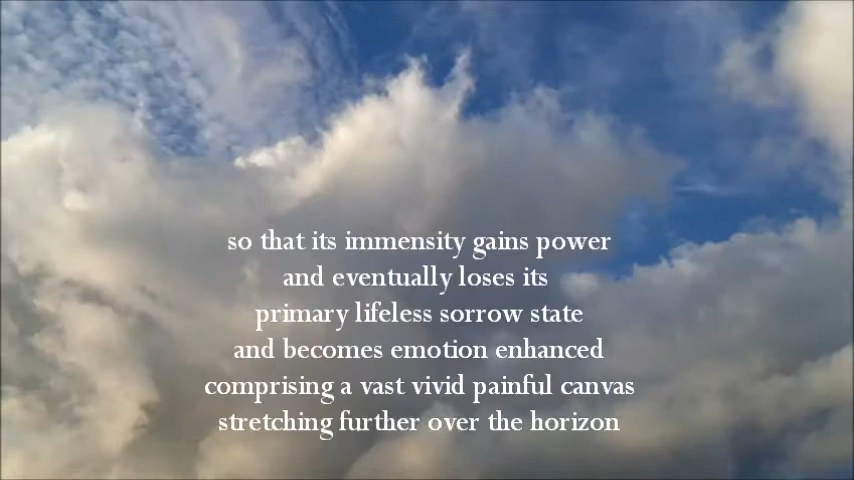 so that its immensity gains power
and eventually loses its
primary lifeless sorrow state
and becomes emotion enhanced
comprising a vast vivid painful canvas
stretching further over the horizon